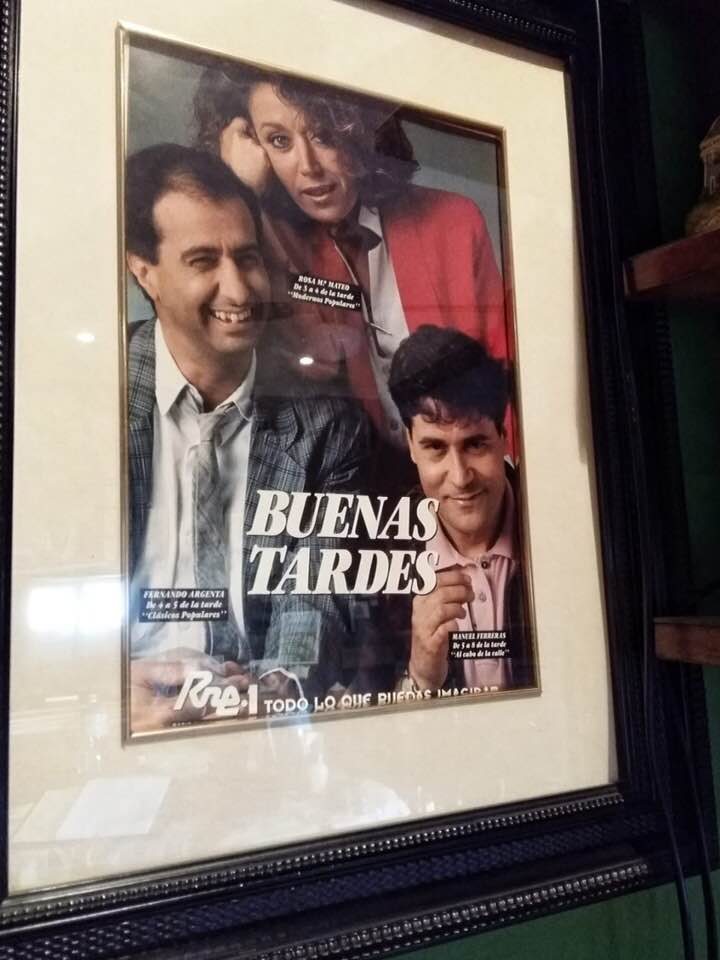 ROSA Mª MATEO
De 3 a 4 de la tarde
"Modernos Populares"
BUENAS
TARDES
FERNANDO ARGENTA
De 4 a 5 de la tarde
"Clásicos Populares"
MANUEL FERRERAS
De 5 a 8 de la tarde
"Al cabo de la calle"
Rne.1 TODO LO QUE PUEDAS IMAGINAR